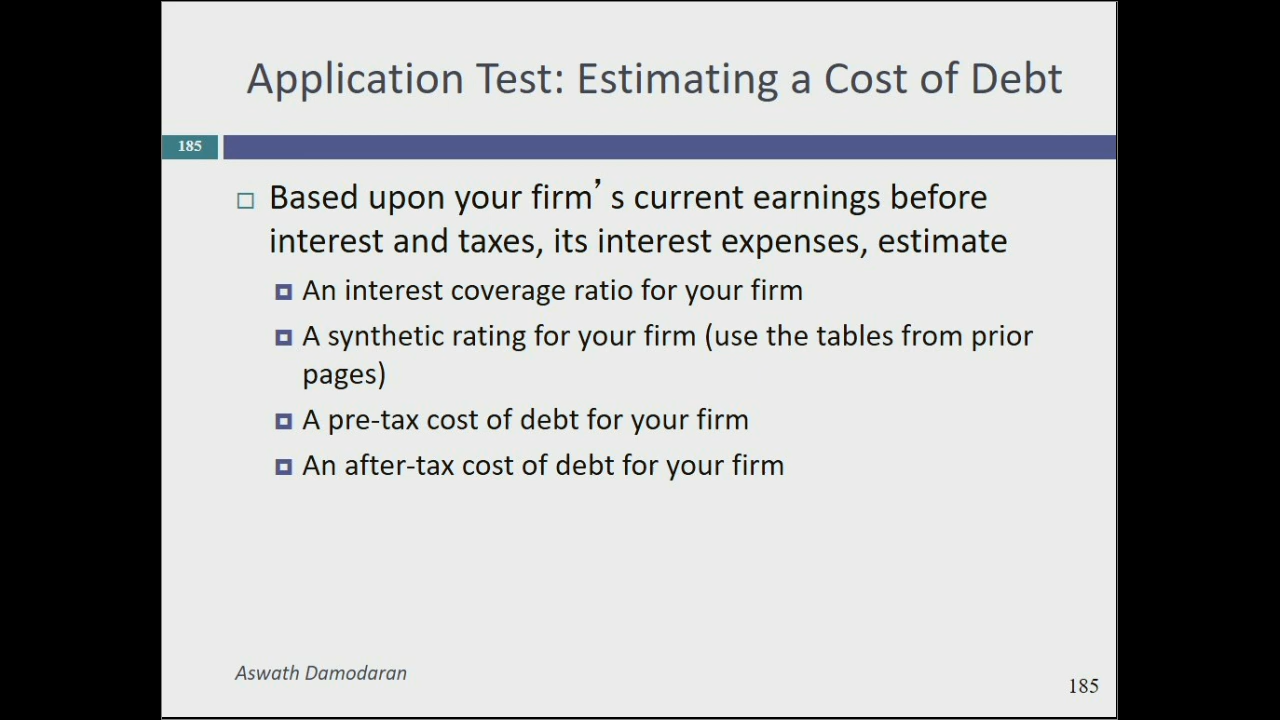 Application Test: Estimating a Cost of Debt
185
Based upon your firm’ s current earnings before
interest and taxes, its interest expenses, estimate
An interest coverage ratio for your firm
A synthetic rating for your firm (use the tables from prior
pages)
A pre-tax cost of debt for your firm
An after-tax cost of debt for your firm
Aswath Damodaran
185